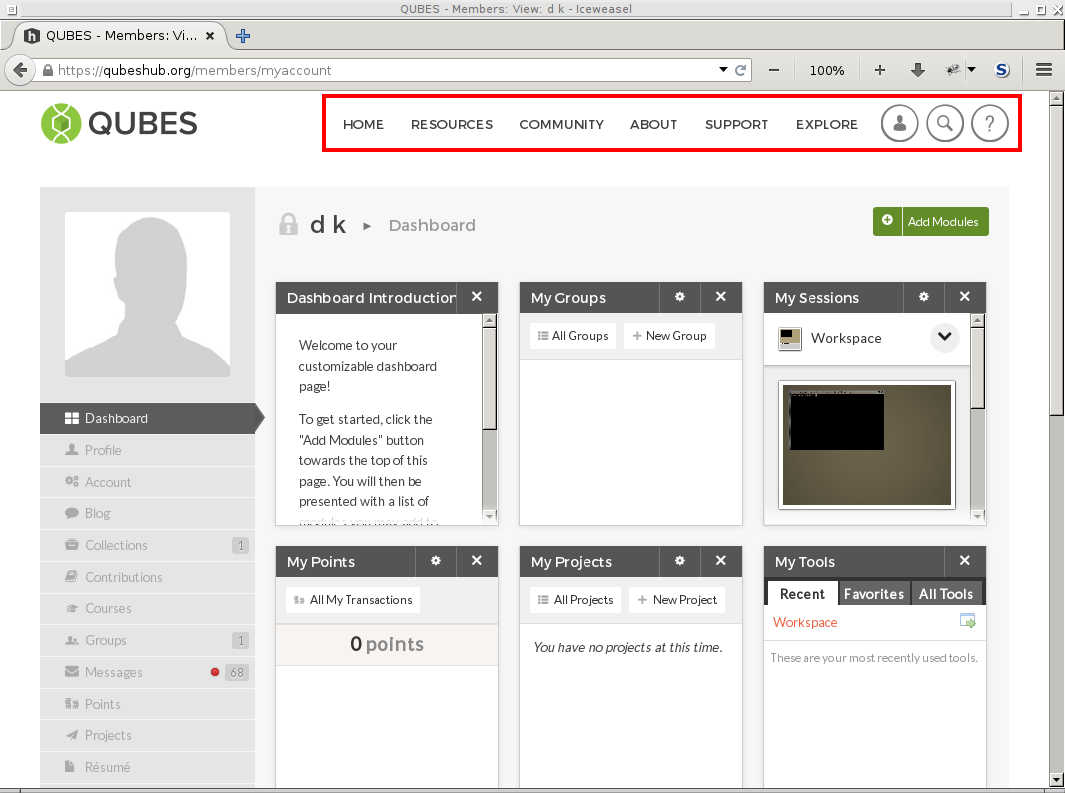 QUBES - Members: View: d k - Iceweasel
QUBES - Members: Vi...
https://qubeshub.org/members/myaccount
100%
QUBES
HOME RESOURCES COMMUNITY ABOUT SUPPORT EXPLORE ?
d k ▸ Dashboard
Add Modules
Dashboard
Profile
Account
Blog
Collections 1
Contributions
Courses
Groups 1
Messages 68
Points
Projects
Résumé
Dashboard Introduction
Welcome to your
customizable dashboard
page!
To get started, click the
"Add Modules" button
towards the top of this
page. You will then be
presented with a list of
modules you may add to
My Groups
All Groups
New Group
My Sessions
Workspace
My Points
All My Transactions
0 points
My Projects
All Projects
New Project
You have no projects at this time.
My Tools
Recent Favorites All Tools
Workspace
These are your most recently used tools.